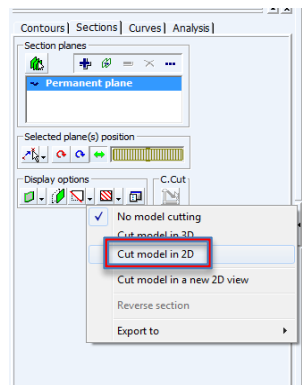 Contours Sections Curves Analysis
Section planes
Permanent plane
Selected plane(s) position
Display options C.Cut
No model cutting
Cut model in 3D
Cut model in 2D
Cut model in a new 2D view
Reverse section
Export to